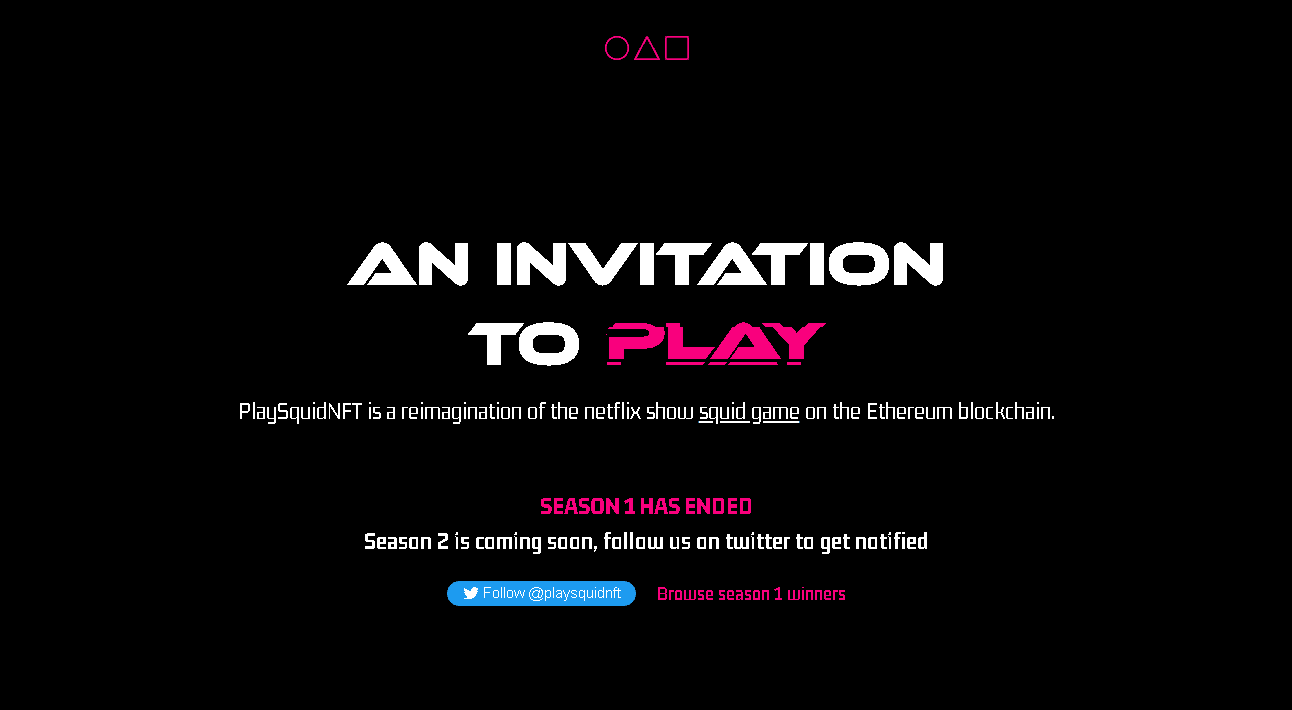 AN INVITATION
TO PLAY
PlaySquidNFT is a reimagination of the netflix show squid game on the Ethereum blockchain.
SEASON 1 HAS ENDED
Season 2 is coming soon, follow us on twitter to get notified
Follow @playsquidnft
Browse season 1 winners